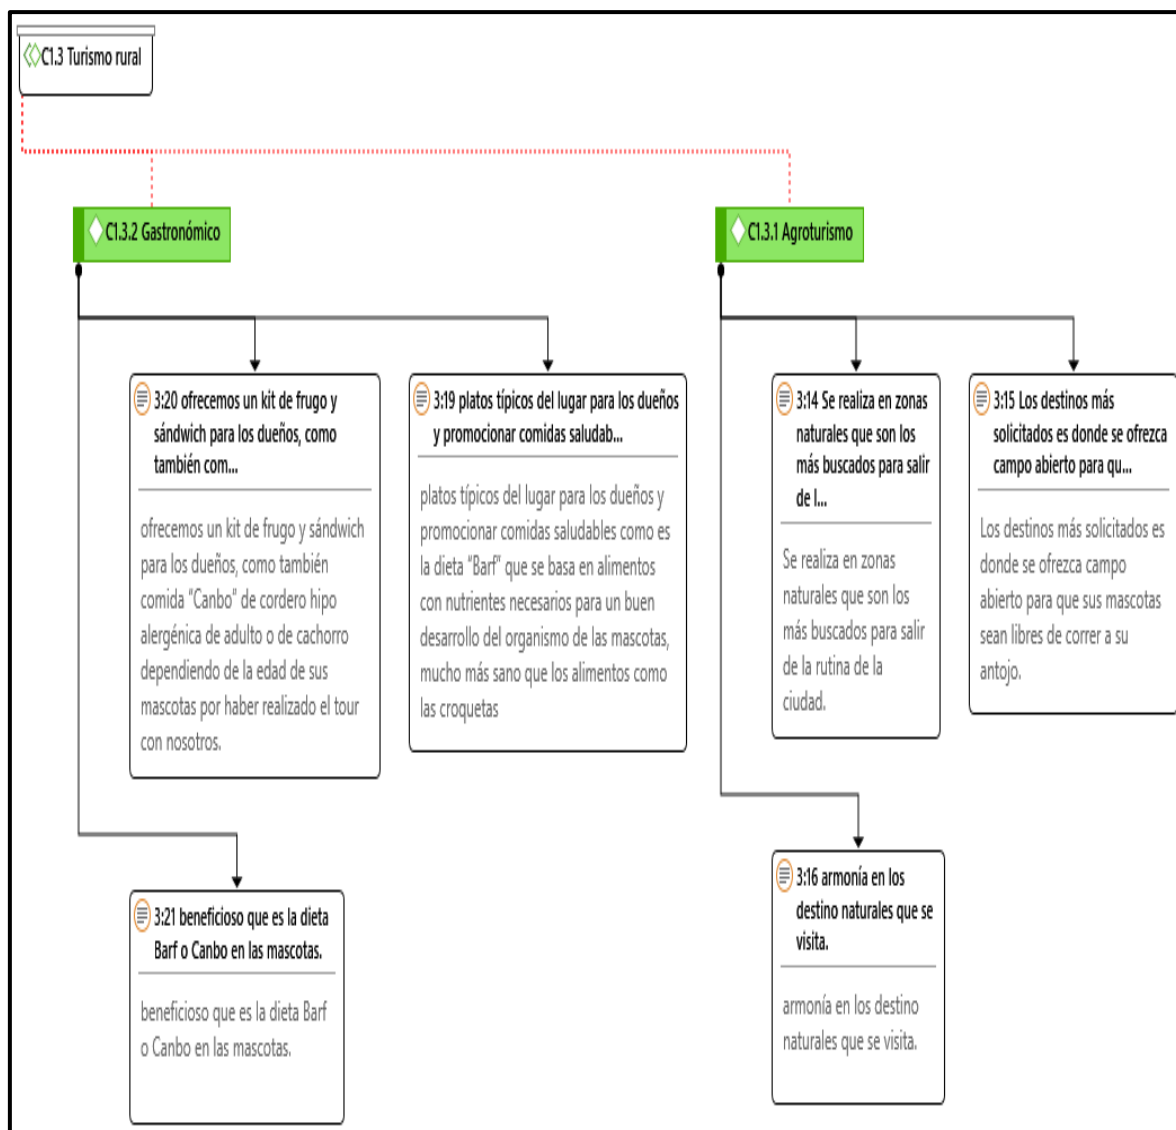 C1.3 Turismo rural
C1.3.2 Gastronómico
C1.3.1 Agroturismo
3:20 ofrecemos un kit de frugo y
sándwich para los dueños, como
también com...
ofrecemos un kit de frugo y sándwich
para los dueños, como también
comida “Canbo” de cordero hipo
alergénica de adulto o de cachorro
dependiendo de la edad de sus
mascotas por haber realizado el tour
con nosotros.
3:19 platos típicos del lugar para los dueños
y promocionar comidas saludab...
platos típicos del lugar para los dueños y
promocionar comidas saludables como es
la dieta “Barf” que se basa en alimentos
con nutrientes necesarios para un buen
desarrollo del organismo de las mascotas,
mucho más sano que los alimentos como
las croquetas
3:14 Se realiza en zonas
naturales que son los
más buscados para salir
de l...
Se realiza en zonas
naturales que son los
más buscados para salir
de la rutina de la
ciudad.
3:15 Los destinos más
solicitados es donde se ofrezca
campo abierto para qu...
Los destinos más solicitados es
donde se ofrezca campo
abierto para que sus mascotas
sean libres de correr a su
antojo.
3:21 beneficioso que es la dieta
Barf o Canbo en las mascotas.
beneficioso que es la dieta Barf
o Canbo en las mascotas.
3:16 armonía en los
destino naturales que se
visita.
armonía en los destino
naturales que se visita.